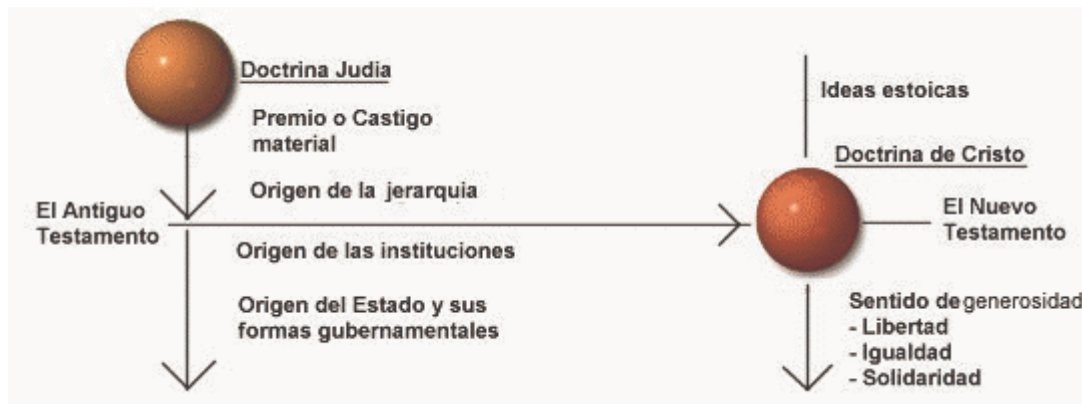 Doctrina Judia
Premio o Castigo
material
Origen de la jerarquia
El Antiguo
Testamento
Origen de las instituciones
Origen del Estado y sus
formas gubernamentales
Ideas estoicas
Doctrina de Cristo
El Nuevo
Testamento
Sentido de generosidad
- Libertad
- Igualdad
- Solidaridad